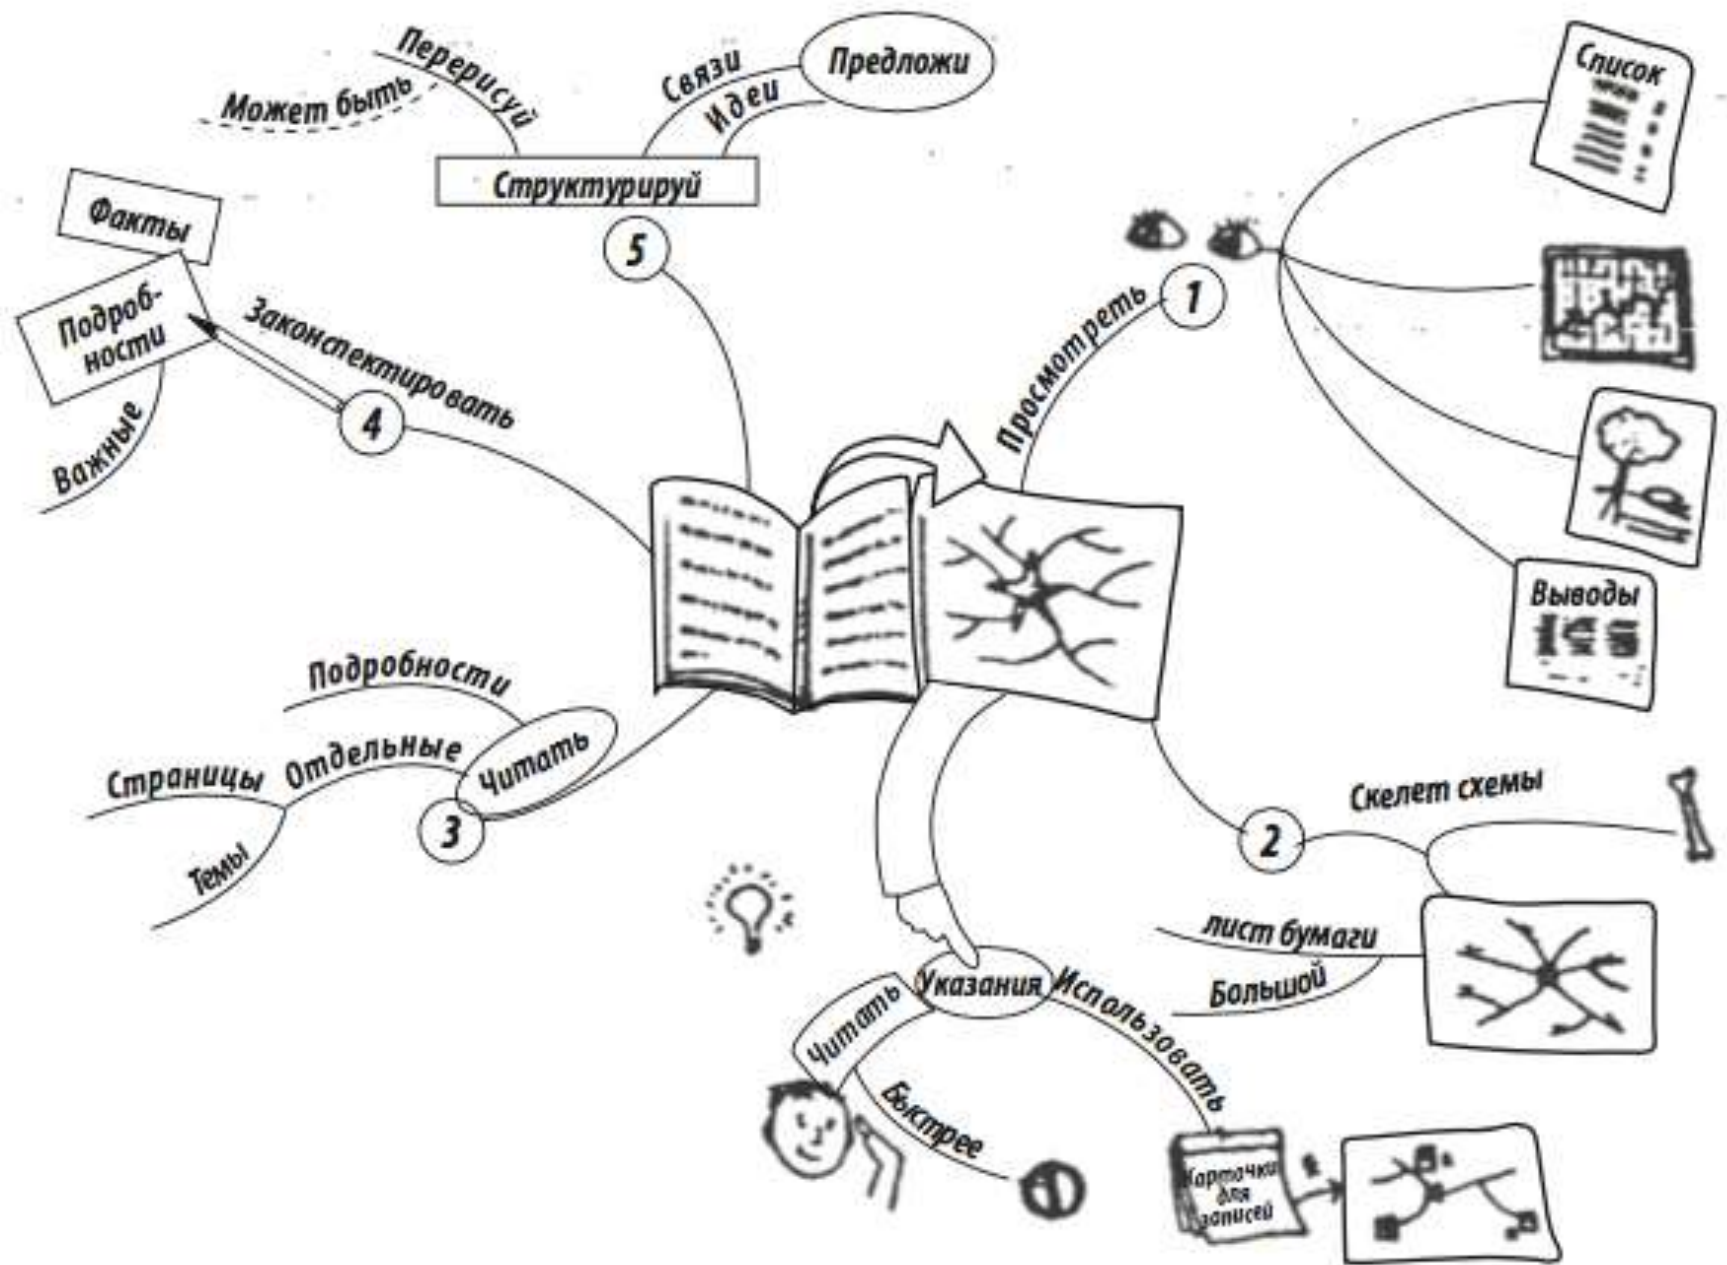 Перерисуй
Может быть
Связи
Идеи
Предложи
Структурируй
5
Список
1
Просмотреть
Выводы
Факты
Подроб-
ности
Важные
Законспектировать
4
Подробности
Отдельные
Страницы
Темы
Читать
3
2
Скелет схемы
лист бумаги
Большой
Указания
Читать
Быстрее
Использовать
Карточки
для
записей